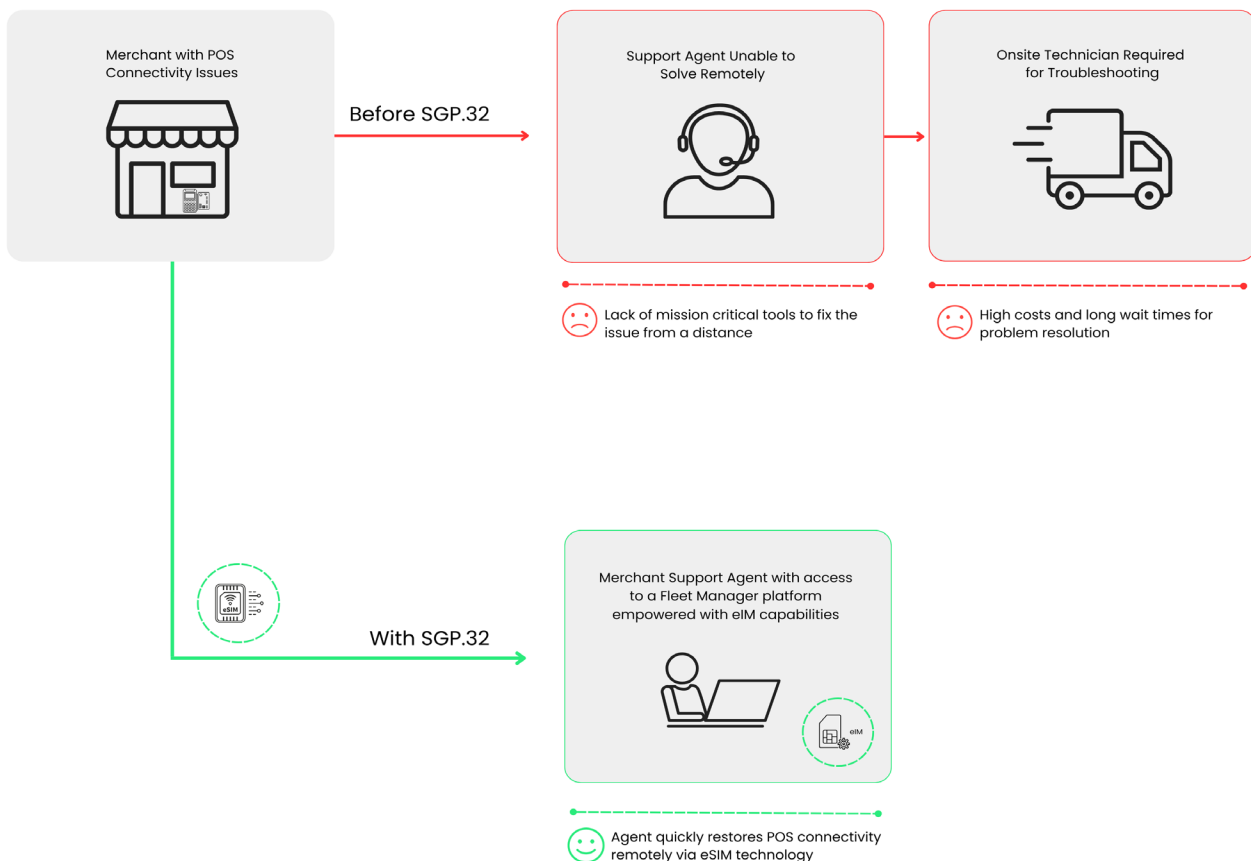 Merchant with POS
Connectivity Issues
Before SGP.32
Support Agent Unable to
Solve Remotely
Onsite Technician Required
for Troubleshooting
Lack of mission critical tools to fix the
issue from a distance
High costs and long wait times for
problem resolution
eSIM
With SGP.32
Merchant Support Agent with access
to a Fleet Manager platform
empowered with eIM capabilities
eIM
Agent quickly restores POS connectivity
remotely via eSIM technology